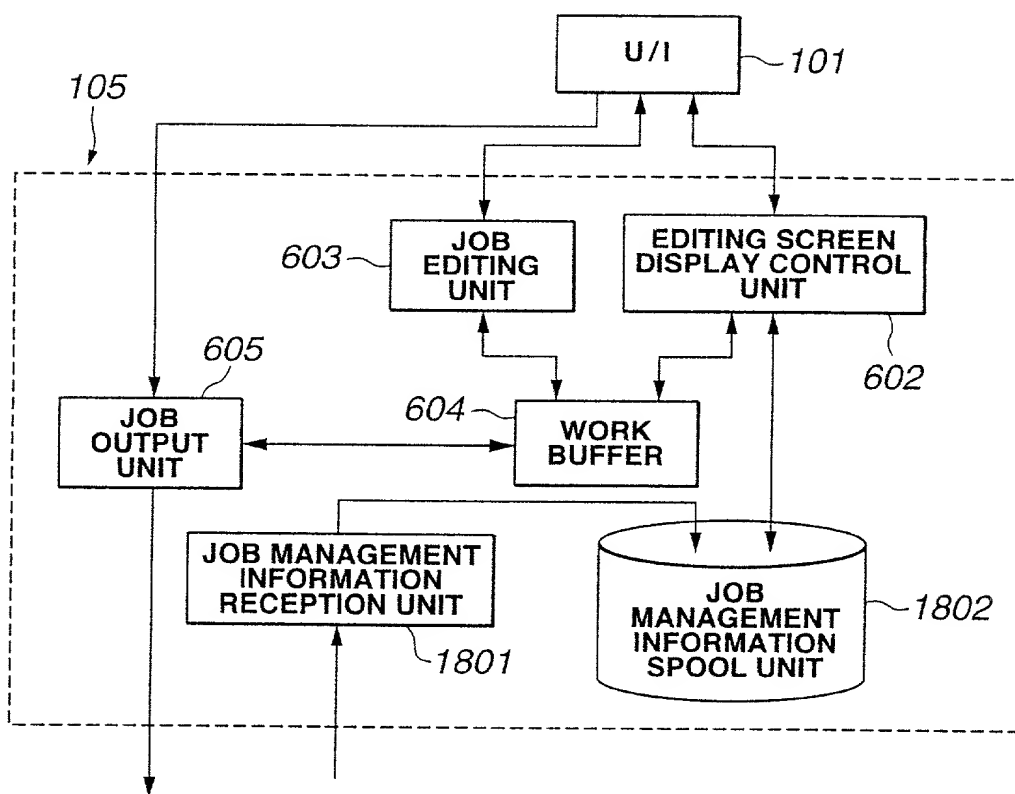 U/I
101
105
603
JOB
EDITING
UNIT
EDITING SCREEN
DISPLAY CONTROL
UNIT
602
605
JOB
OUTPUT
UNIT
604
WORK
BUFFER
JOB MANAGEMENT
INFORMATION
RECEPTION UNIT
1801
JOB
MANAGEMENT
INFORMATION
SPOOL UNIT
1802